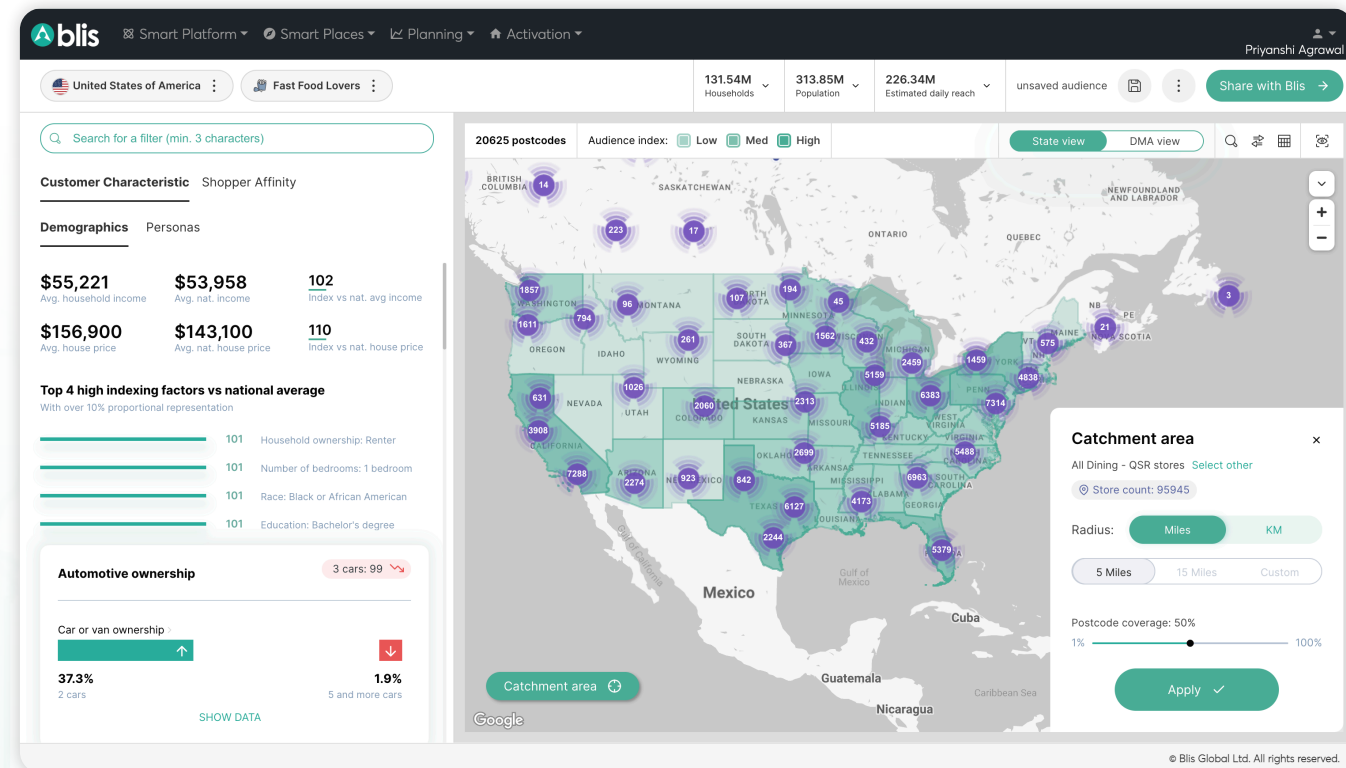 blis
Smart Platform
Smart Places
Planning
Activation
Priyanshi Agrawal
United States of America
Fast Food Lovers
131.54M
Households
313.85M
Population
226.34M
Estimated daily reach
unsaved audience
Share with Blis
Search for a filter (min. 3 characters)
Customer Characteristic
Shopper Affinity
Demographics
Personas
$55,221
Avg. household income
$53,958
Avg. nat. income
102
Index vs nat. avg income
$156,900
Avg. house price
$143,100
Avg. nat. house price
110
Index vs nat. house price
Top 4 high indexing factors vs national average
With over 10% proportional representation
101 Household ownership: Renter
101 Number of bedrooms: 1 bedroom
101 Race: Black or African American
101 Education: Bachelor's degree
Automotive ownership
3 cars: 99
Car or van ownership
37.3%
2 cars
1.9%
5 and more cars
SHOW DATA
20625 postcodes
Audience index:
Low
Med
High
State view
DMA view
BRITISH
COLUMBIA
14
SASKATCHEWAN
NEWFOUNDLAND
AND LABRADOR
223
17
ONTARIO
QUEBEC
1857
WASHINGTON
96
107
194
45
3
NB
PE
21
1611
794
MINNESOTA
MAINE
575
VT
NH
OREGON
IDAHO
261
WYOMING
SOUTH
DAKOTA
367
1562
432
MICHIGAN
2459
1459
YORK
1026
NEBRASKA
IOWA
5159
4838
631
NEVADA
UTAH
2060
COLORADO
2313
KANSAS
MISSOURI
INDIANA
6383
PENN
7314
3908
CALIFORNIA
5185
KENTUCKY
WEST
VIRGINIA
VIRGINIA
7288
2274
923
842
2699
TENNESSEE
5488
MISSISSIPPI
6963
SOUTH
CAROLINA
TEXAS
6127
4173
GEORGIA
LOUISIANA
2244
5379
Gulf of California
Gulf of
Mexico
Mexico
Cuba
Guatemala
Caribbean Sea
Nicaragua
Catchment area
Google
Catchment area
All Dining - QSR stores
Select other
Store count: 95945
Radius:
Miles
KM
5 Miles
15 Miles
Custom
Postcode coverage: 50%
1%
100%
Apply
© Blis Global Ltd. All rights reserved.